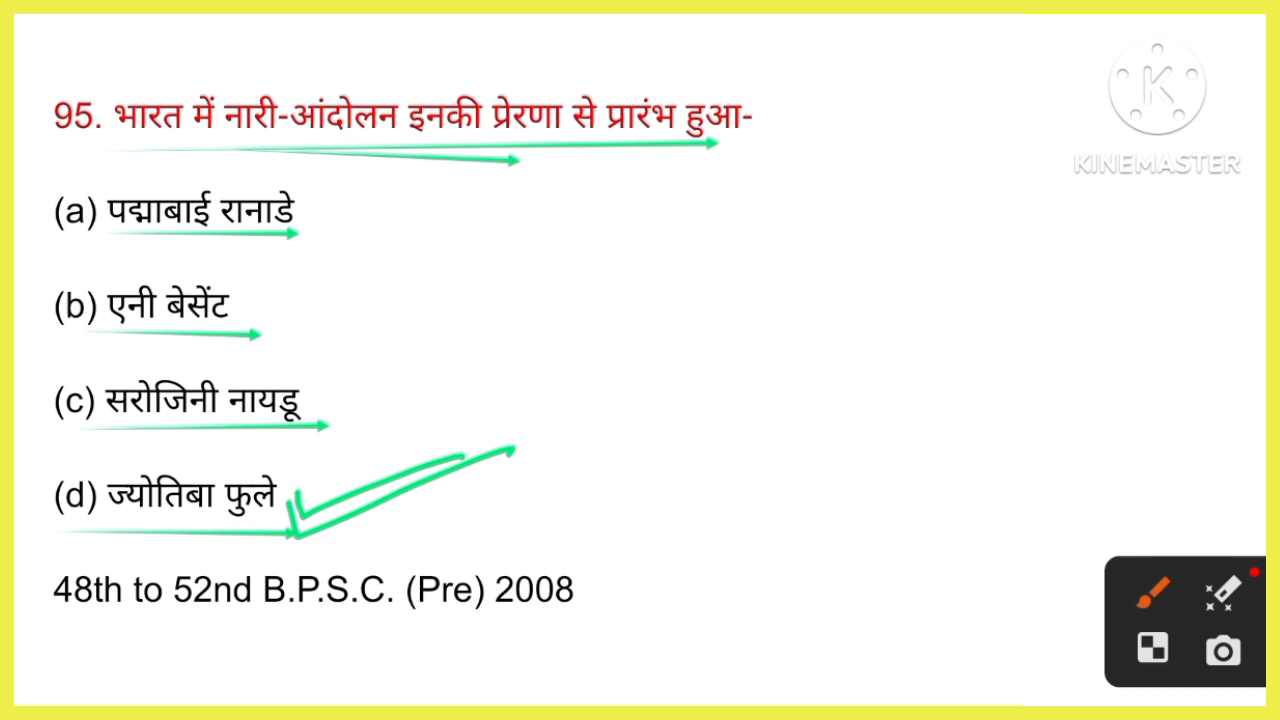 95. भारत में नारी-आंदोलन इनकी प्रेरणा से प्रारंभ हुआ-
KINEMASTER
(a) पद्माबाई रानाडे
(b) एनी बेसेंट
(c) सरोजिनी नायडू
(d) ज्योतिबा फुले
48th to 52nd B.P.S.C. (Pre) 2008